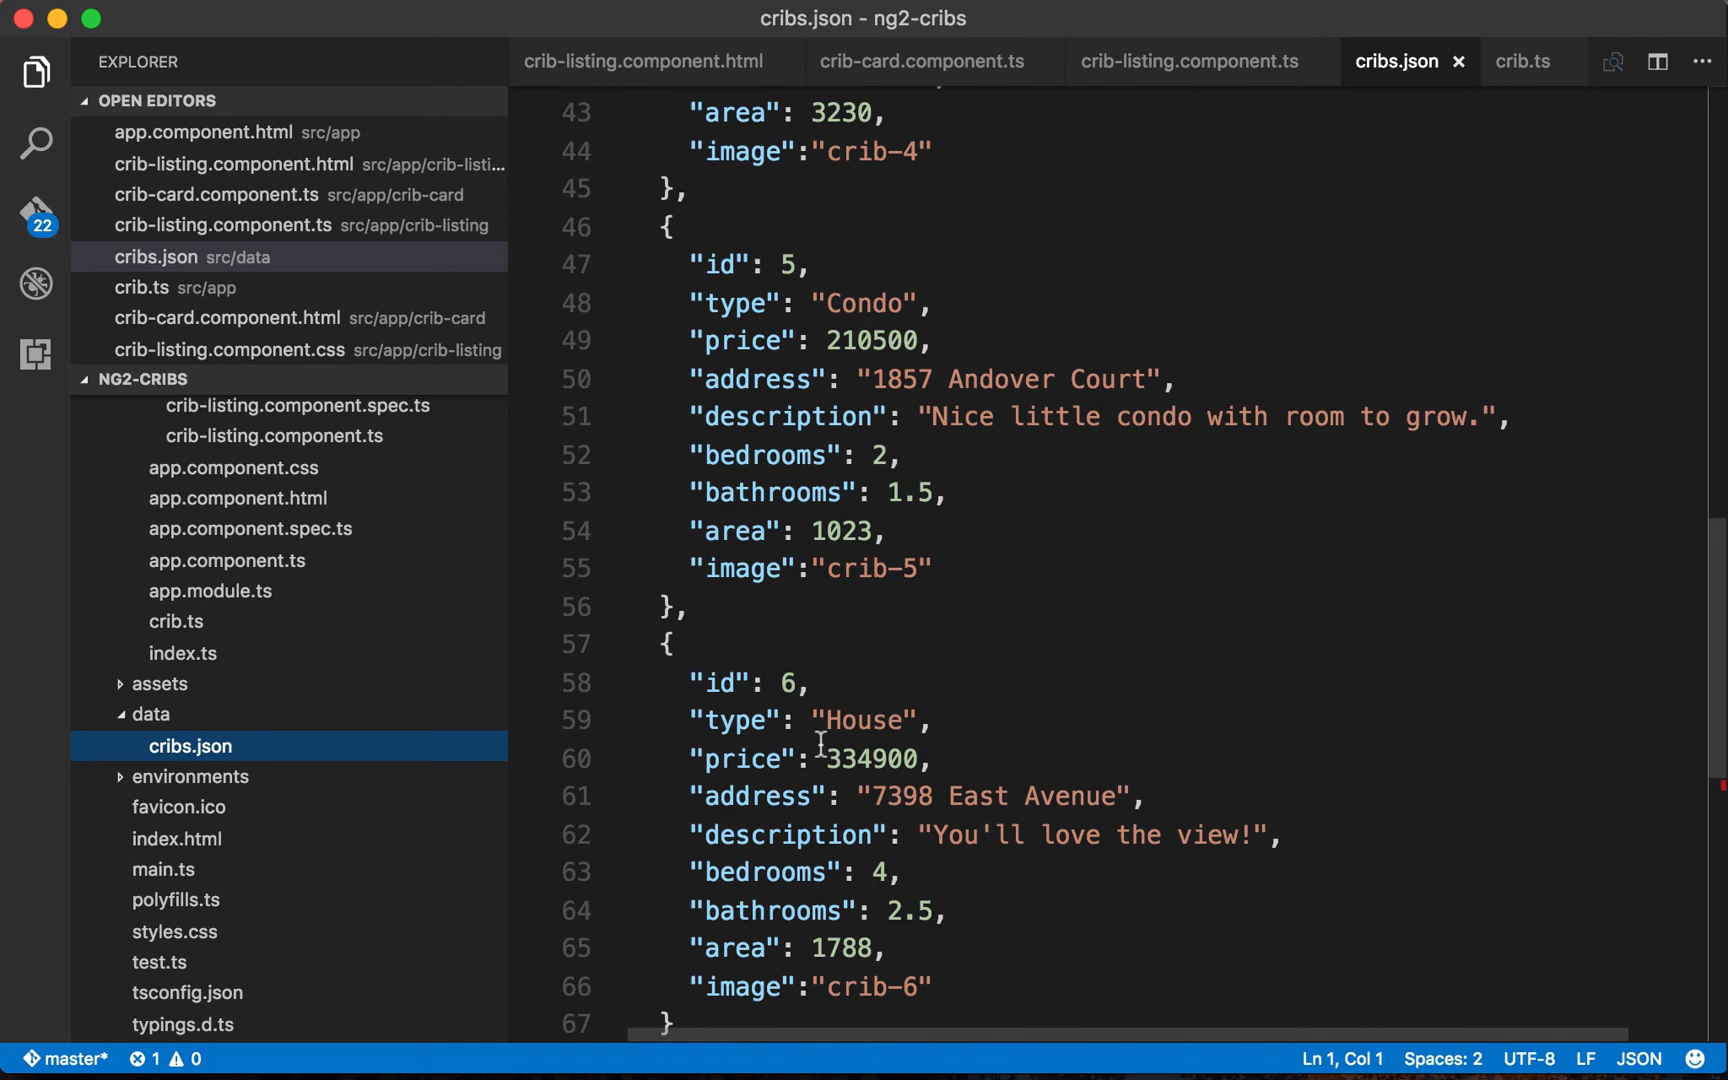 cribs.json - ng2-cribs
EXPLORER
crib-listing.component.html
crib-card.component.ts
crib-listing.component.ts
cribs.json
crib.ts
OPEN EDITORS
app.component.html src/app
crib-listing.component.html src/app/crib-listi...
crib-card.component.ts src/app/crib-card
crib-listing.component.ts src/app/crib-listing
cribs.json src/data
crib.ts src/app
crib-card.component.html src/app/crib-card
crib-listing.component.css src/app/crib-listing
22
NG2-CRIBS
crib-listing.component.spec.ts
crib-listing.component.ts
app.component.css
app.component.html
app.component.spec.ts
app.component.ts
app.module.ts
crib.ts
index.ts
assets
data
cribs.json
environments
favicon.ico
index.html
main.ts
polyfills.ts
styles.css
test.ts
tsconfig.json
typings.d.ts
43 "area": 3230,
44 "image":"crib-4"
45 },
46 {
47 "id": 5,
48 "type": "Condo",
49 "price": 210500,
50 "address": "1857 Andover Court",
51 "description": "Nice little condo with room to grow.",
52 "bedrooms": 2,
53 "bathrooms": 1.5,
54 "area": 1023,
55 "image":"crib-5"
56 },
57 {
58 "id": 6,
59 "type": "House",
60 "price": 334900,
61 "address": "7398 East Avenue",
62 "description": "You'll love the view!",
63 "bedrooms": 4,
64 "bathrooms": 2.5,
65 "area": 1788,
66 "image":"crib-6"
67 }
master* 1 0 Ln 1, Col 1 Spaces: 2 UTF-8 LF JSON